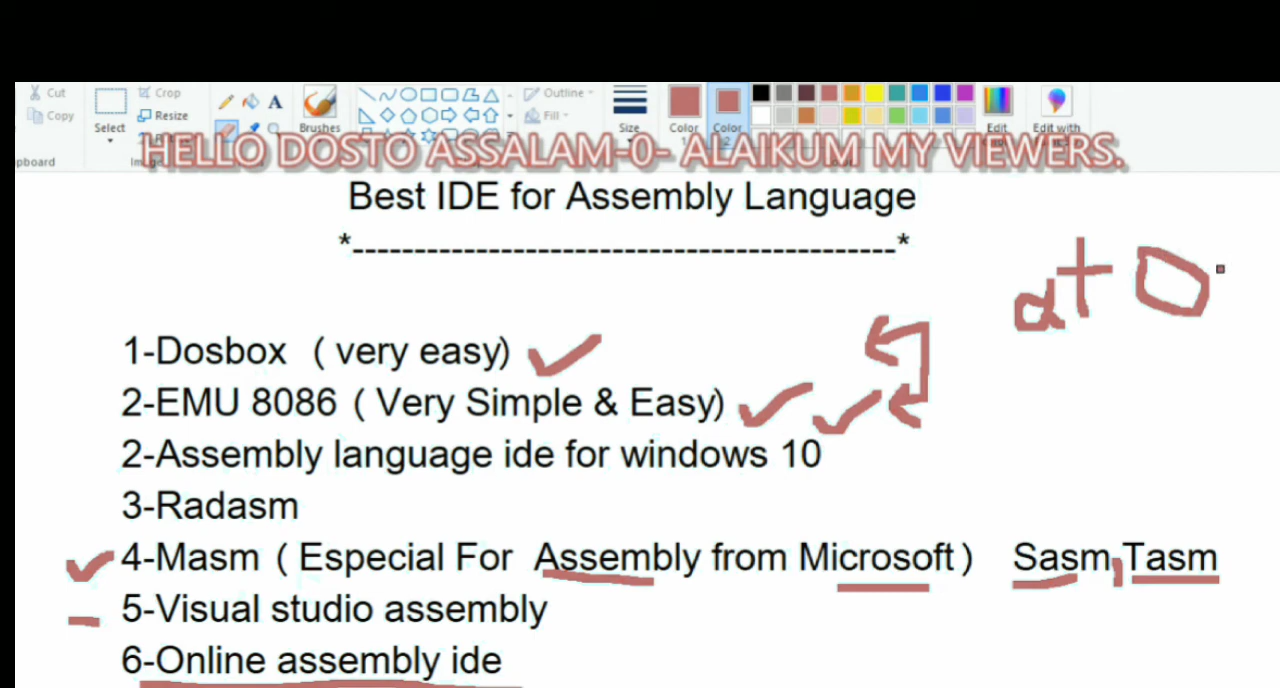 Cut
Crop
Copy
Resize
Select
Brushes
Outline
Fill
Size
Color
Color
Edit
Edit with
pboard
HELLO DOSTO ASSALAM-0- ALAIKUM MY VIEWERS.
Best IDE for Assembly Language
*--------------------------------------------*
at 0
1-Dosbox ( very easy)
2-EMU 8086 ( Very Simple & Easy)
2-Assembly language ide for windows 10
3-Radasm
4-Masm ( Especial For Assembly from Microsoft) Sasm,Tasm
5-Visual studio assembly
6-Online assembly ide